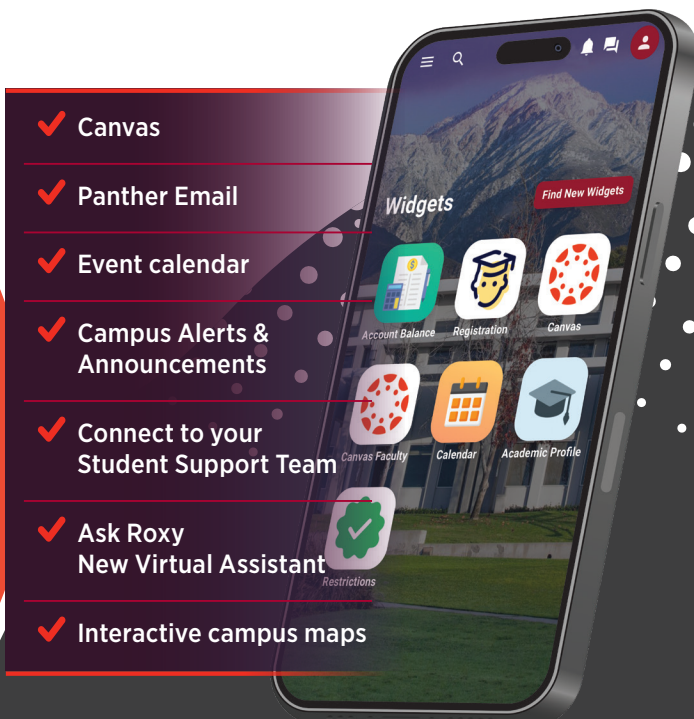 Canvas
Panther Email
Event calendar
Campus Alerts &
Announcements
Connect to your
Student Support Team
Ask Roxy
New Virtual Assistant
Interactive campus maps
Widgets
Find New Widgets
Account Balance
Registration
Canvas
Canvas Faculty
Calendar
Academic Profile
Restrictions